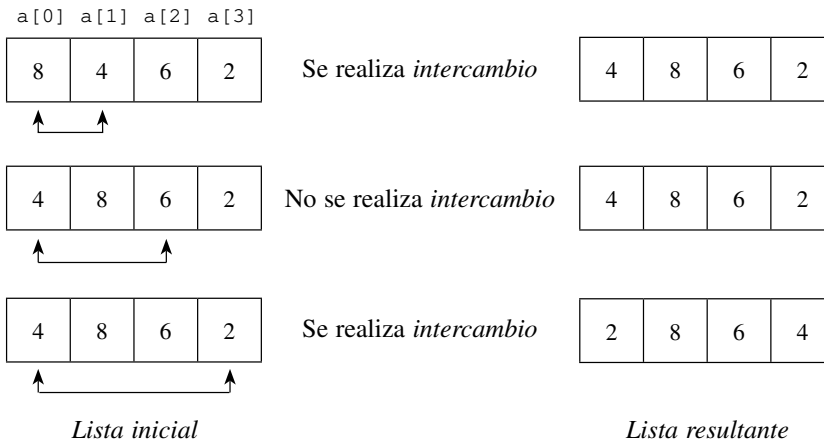 a[0] a[1] a[2] a[3]
8 4 6 2 Se realiza intercambio 4 8 6 2
4 8 6 2 No se realiza intercambio 4 8 6 2
4 8 6 2 Se realiza intercambio 2 8 6 4
Lista inicial Lista resultante